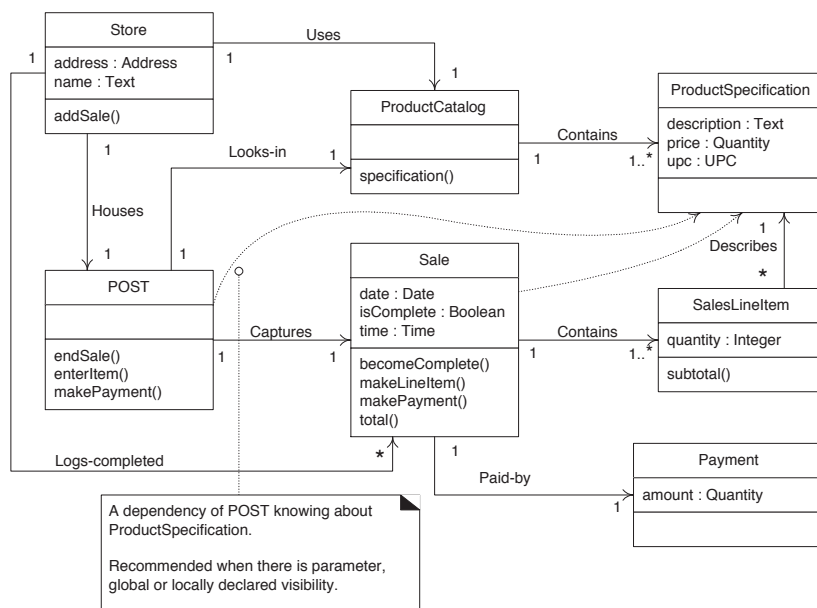 Store
address : Address
name : Text
addSale()
1
1
1
Uses
1
ProductCatalog
specification()
1
Contains
1..*
ProductSpecification
description : Text
price : Quantity
upc : UPC
Looks-in
1
1
Houses
1
POST
endSale()
enterItem()
makePayment()
1
Captures
1
Sale
date : Date
isComplete : Boolean
time : Time
becomeComplete()
makeLineItem()
makePayment()
total()
1
Contains
1..*
1
Describes
*
SalesLineItem
quantity : Integer
subtotal()
Logs-completed
*
1
Paid-by
1
Payment
amount : Quantity
A dependency of POST knowing about
ProductSpecification.
Recommended when there is parameter,
global or locally declared visibility.